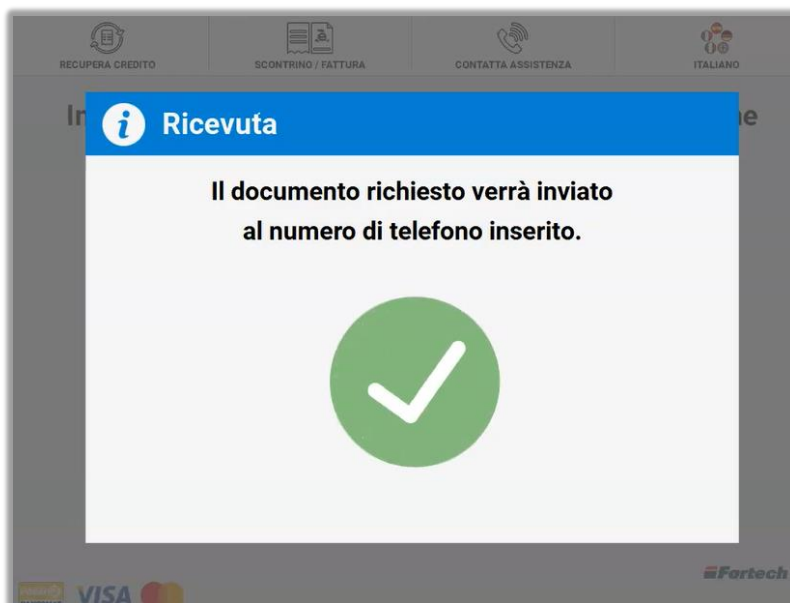 RECUPERA CREDITO
SCONTRINO / FATTURA
CONTATTA ASSISTENZA
ITALIANO
Ricevuta
Il documento richiesto verrà inviato
al numero di telefono inserito.
Fortech
VISA